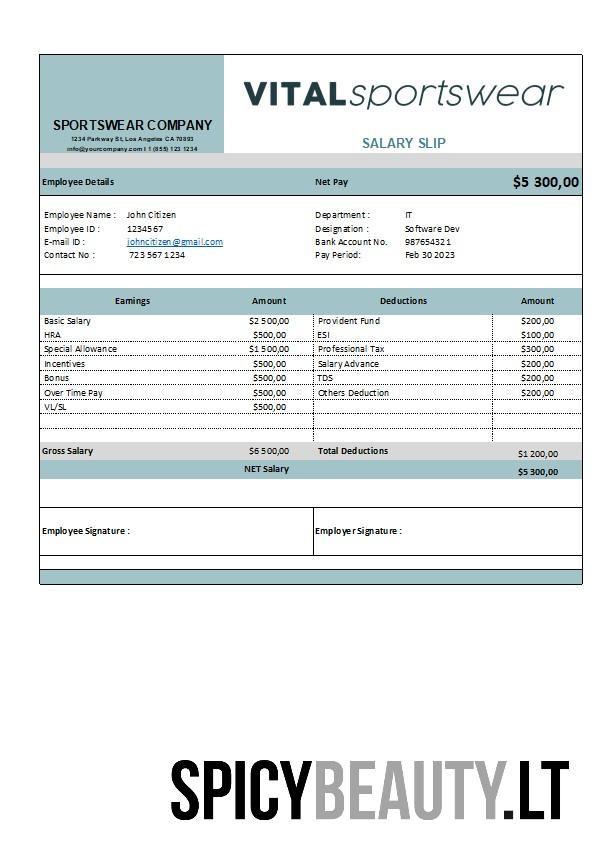 VITALsportswear
SPORTSWEAR COMPANY
1234 Parkway St, Los Angeles CA 70893
info@yourcompany.com I 1 (855) 123 1234
SALARY SLIP
Employee Details Net Pay $5 300,00
Employee Name : John Citizen Department : IT
Employee ID : 1234567 Designation : Software Dev
E-mail ID : johncitizen@gmail.com Bank Account No. 987654321
Contact No : 723 567 1234 Pay Period: Feb 30 2023
Earnings Amount Deductions Amount
Basic Salary $2 500,00 Provident Fund $200,00
HRA $500,00 ESI $100,00
Special Allowance $1 500,00 Professional Tax $300,00
Incentives $500,00 Salary Advance $200,00
Bonus $500,00 TDS $200,00
Over Time Pay $500,00 Others Deduction $200,00
VL/SL $500,00
Gross Salary $6 500,00 Total Deductions $1 200,00
NET Salary $5 300,00
Employee Signature : Employer Signature :
SPICYBEAUTY.LT